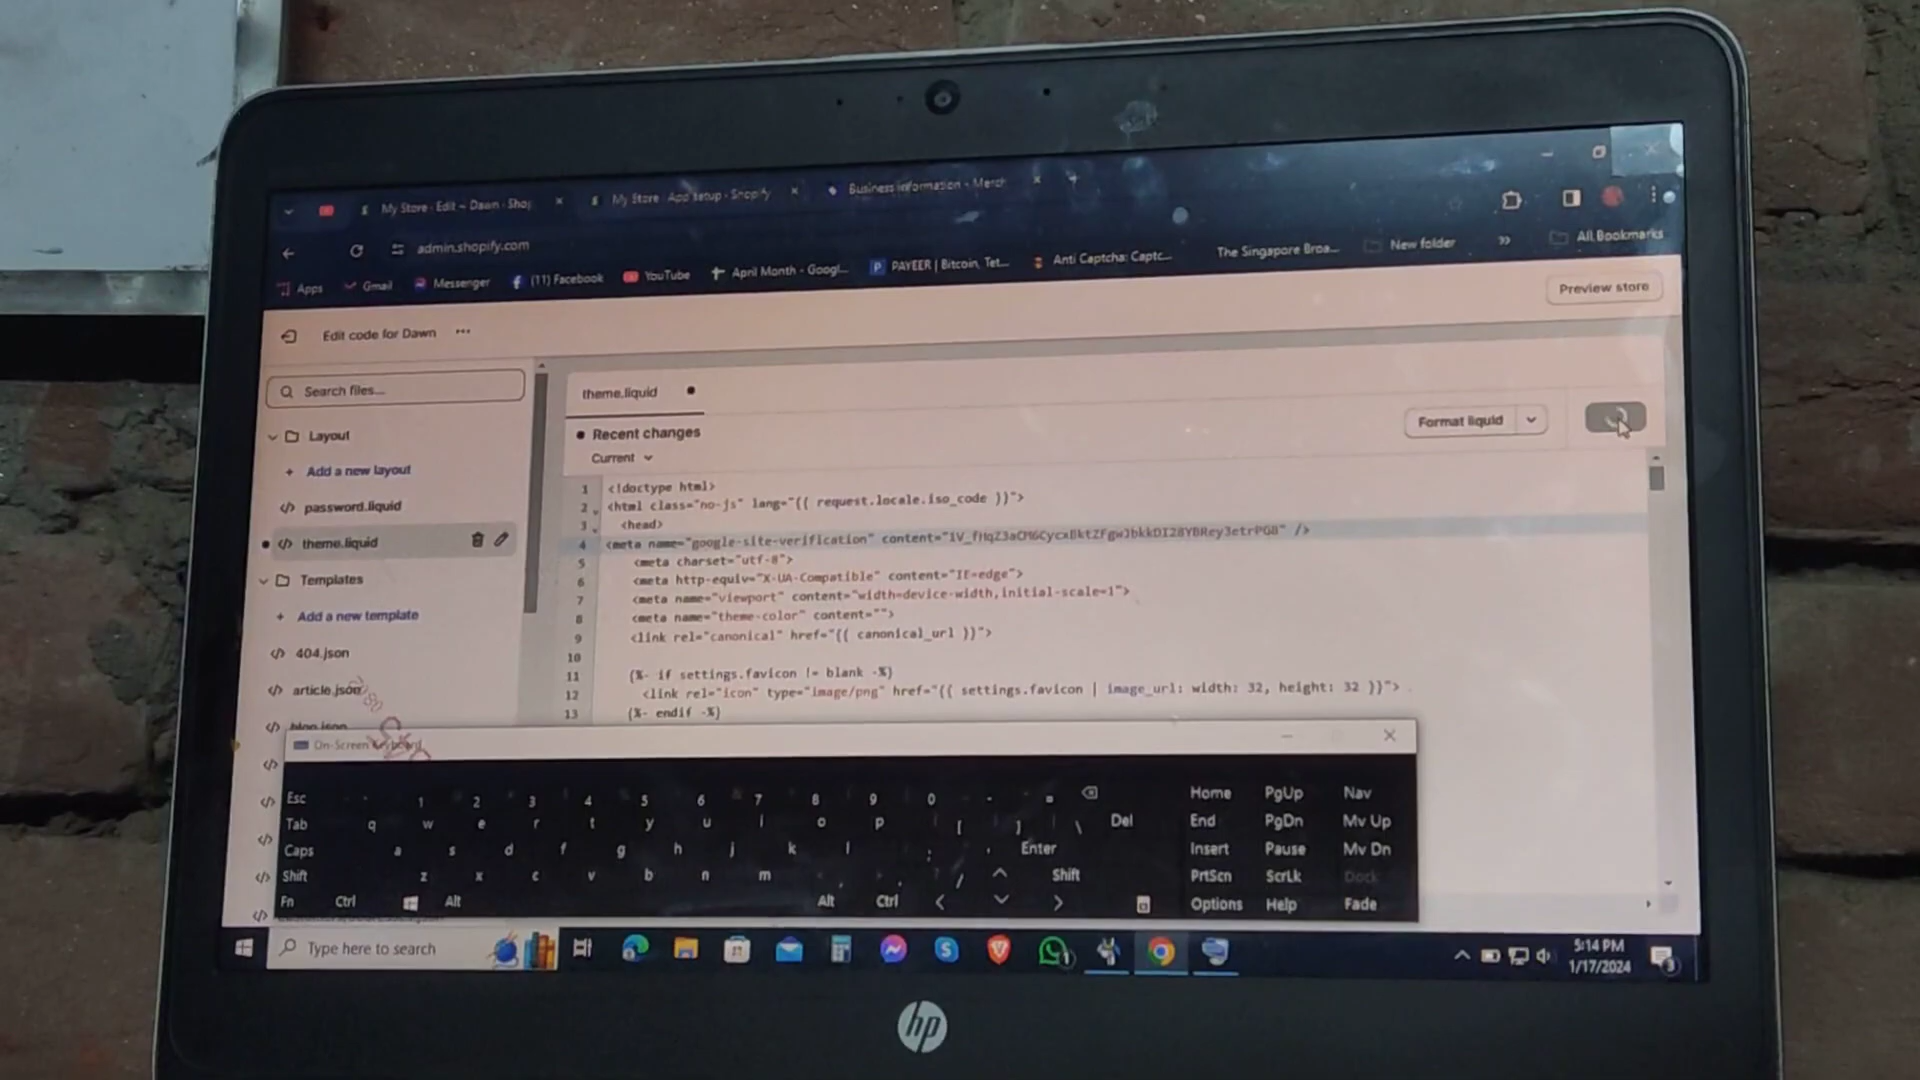 My Store · Edit ~ Dawn · Shop
My Store · App setup · Shopify
Business information - Merch
admin.shopify.com
Apps
Gmail
Messenger
(11) Facebook
YouTube
April Month - Googl...
PAYEER | Bitcoin, Tet...
Anti Captcha: Captc...
The Singapore Broa...
New folder
All Bookmarks
Preview store
Edit code for Dawn
Search files...
theme.liquid
Layout
Recent changes
Format liquid
Current
Add a new layout
password.liquid
theme.liquid
Templates
Add a new template
404.json
article.json
blog.json
1 <!doctype html>
2 <html class="no-js" lang="{{ request.locale.iso_code }}">
3 <head>
4 <meta name="google-site-verification" />
5 <meta charset="utf-8">
6 <meta http-equiv="X-UA-Compatible" content="IE=edge">
7 <meta name="viewport" content="width=device-width,initial-scale=1">
8 <meta name="theme-color" content="">
9 <link rel="canonical" href="{{ canonical_url }}">
10
11 {%- if settings.favicon != blank -%}
12 <link rel="icon" type="image/png" href="{{ settings.favicon | image_url: width: 32, height: 32 }}">
13 {%- endif -%}
On-Screen Keyboard
Esc 1 2 3 4 5 6 7 8 9 0 - = Home PgUp Nav
Tab q w e r t y u i o p [ ] \ Del End PgDn Mv Up
Caps a s d f g h j k l ; ' Enter Insert Pause Mv Dn
Shift z x c v b n m , . / ^ Shift PrtScn ScrLk Dock
Fn Ctrl Alt Alt Ctrl < v > Options Help Fade
Type here to search
5:14 PM
1/17/2024
3
hp